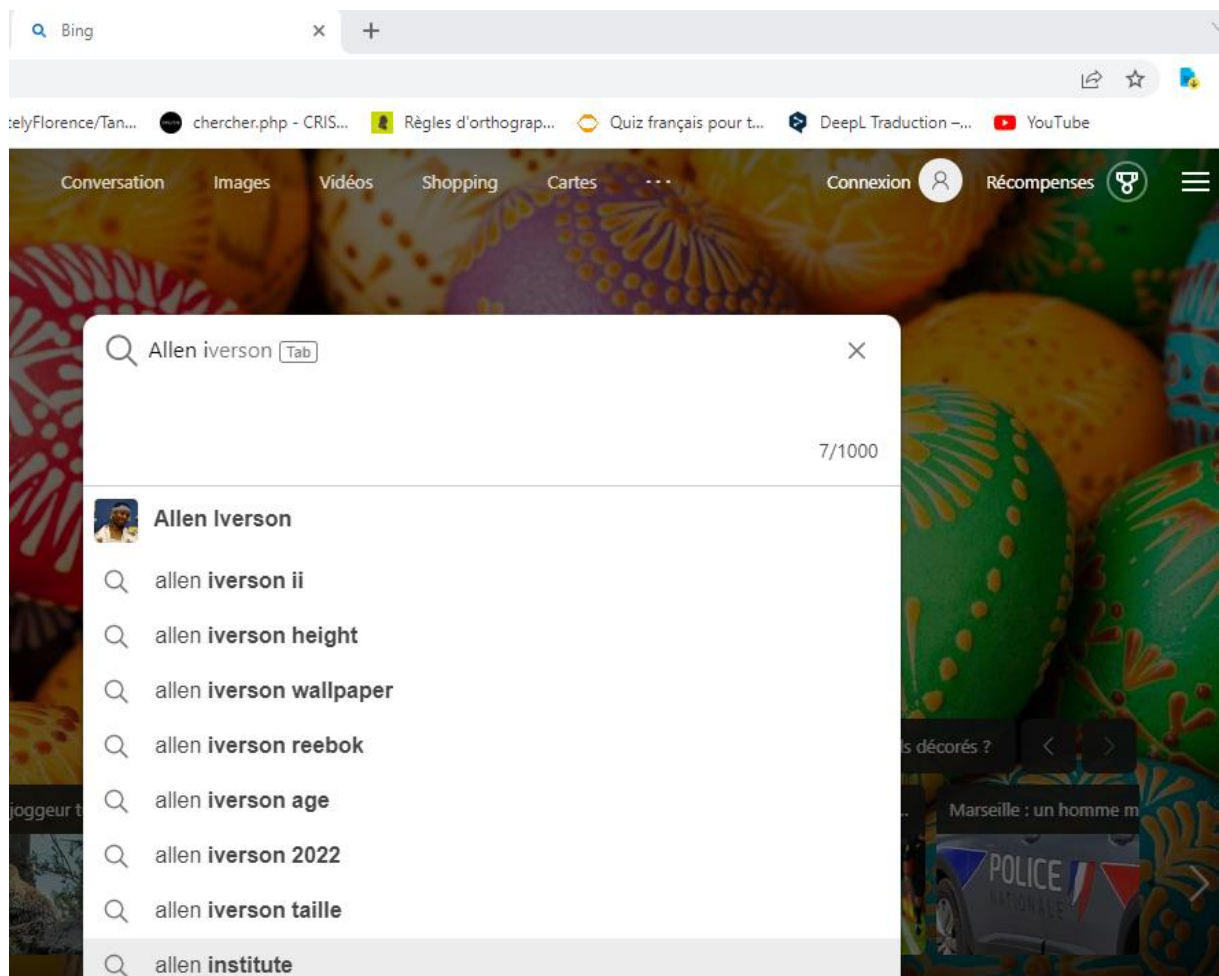 Bing
telyFlorence/Tan... chercher.php - CRIS... Règles d'orthograp... Quiz français pour t... DeepL Traduction –... YouTube
Conversation Images Vidéos Shopping Cartes ... Connexion Récompenses
Allen iverson Tab
7/1000
Allen Iverson
allen iverson ii
allen iverson height
allen iverson wallpaper
allen iverson reebok
ls décorés ?
allen iverson age
joggeur t
Marseille : un homme m
allen iverson 2022
POLICE
NATIONALE
allen iverson taille
allen institute